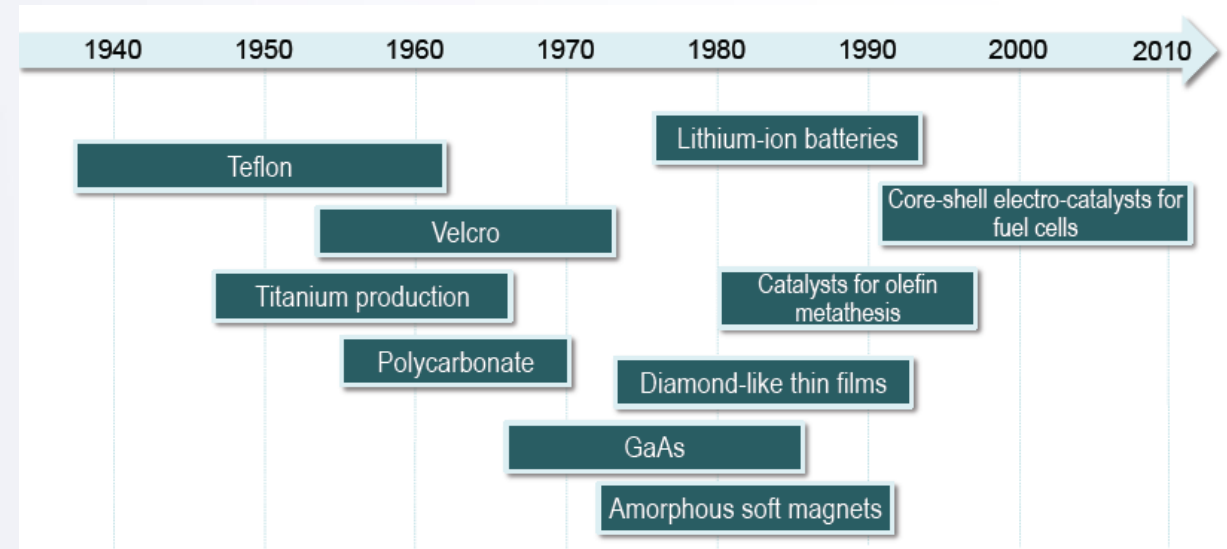 1940 1950 1960 1970 1980 1990 2000 2010
Lithium-ion batteries
Teflon
Core-shell electro-catalysts for
fuel cells
Velcro
Titanium production
Catalysts for olefin
metathesis
Polycarbonate
Diamond-like thin films
GaAs
Amorphous soft magnets